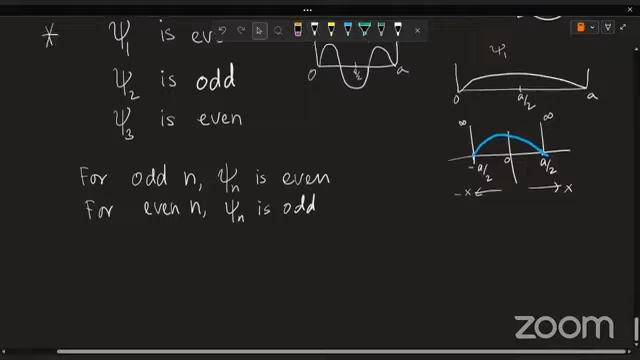 * Ψ₁ is eve
Ψ₂ is odd
Ψ₃ is even
For odd n, Ψₙ is even
For even n, Ψₙ is odd
0 a/2 a
Ψ₁
0 a/2 a
∞ ∞
-a/2 0 a/2
-x x
zoom